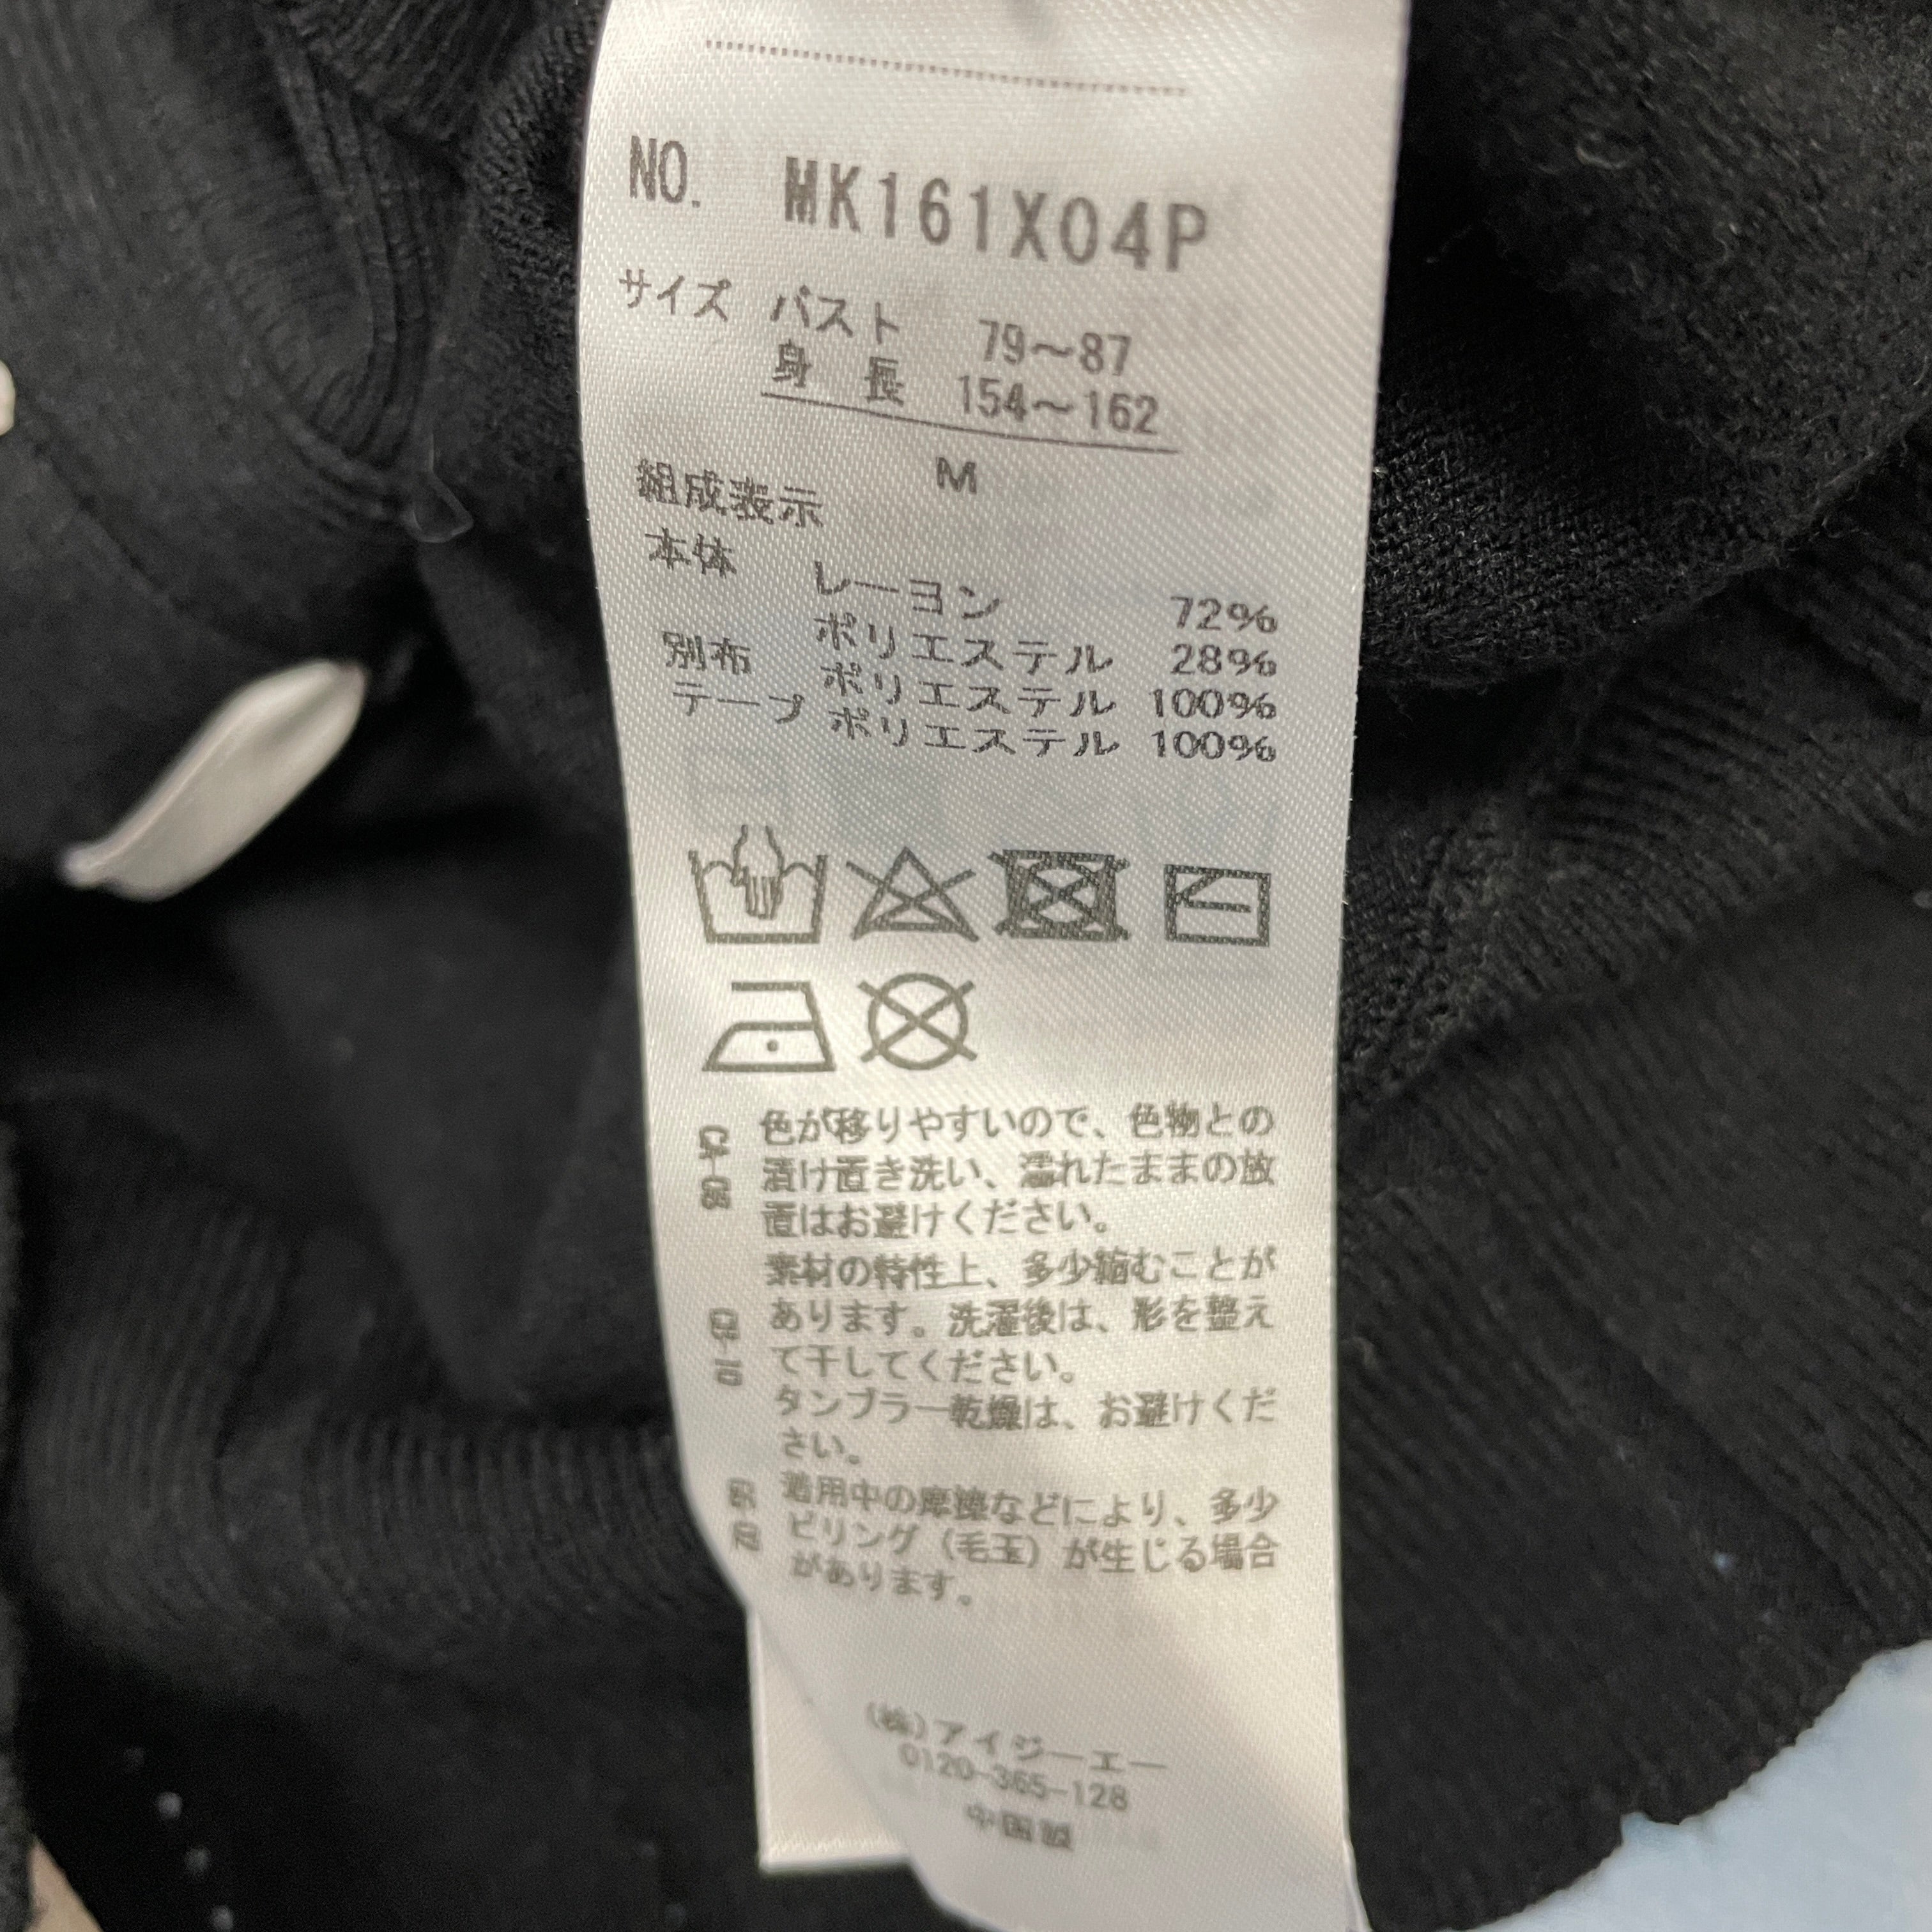 NO. MK161X04P
サイズ バスト 79～87
身 長 154～162
M
組成表示
本体 レーヨン 72%
ポリエステル 28%
別布 ポリエステル 100%
テープ ポリエステル 100%
色が移りやすいので、色物との
漬け置き洗い、濡れたままの放
置はお避けください。
素材の特性上、多少縮むことが
あります。洗濯後は、形を整え
て干してください。
タンブラー乾燥は、お避けくだ
さい。
着用中の摩擦などにより、多少
ピリング（毛玉）が生じる場合
があります。
(株)アイジーエー
0120-365-128
中国製